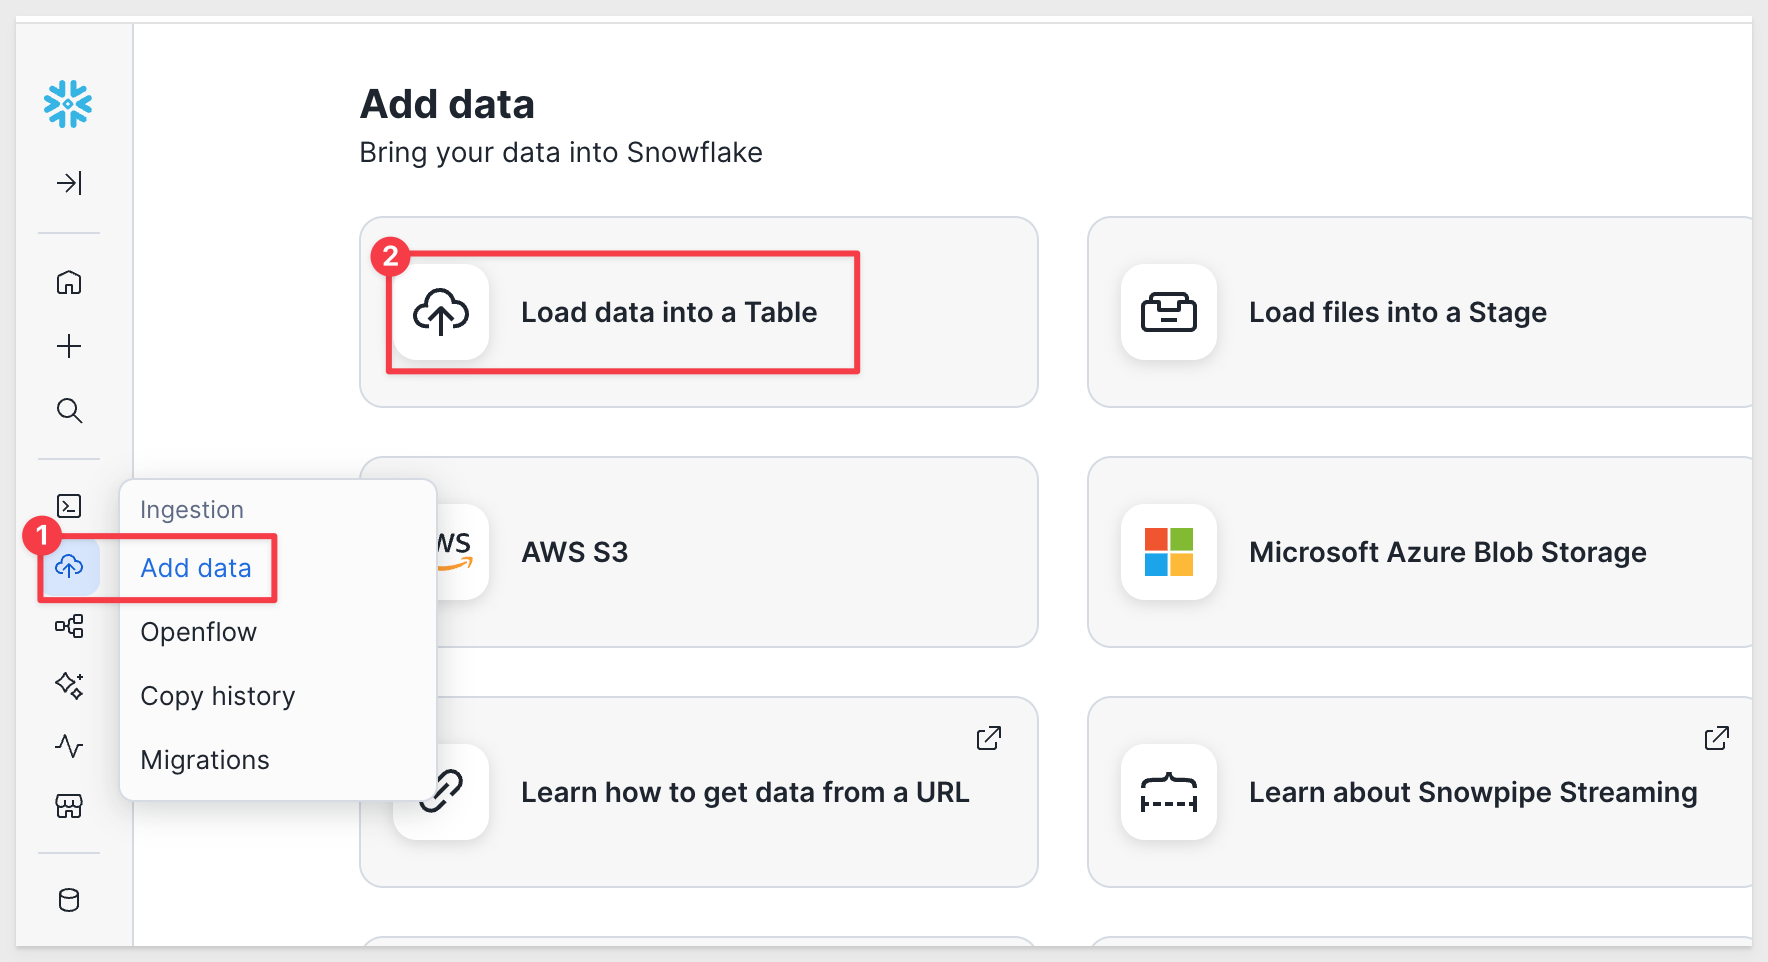 Add data
Bring your data into Snowflake
2
Load data into a Table
Load files into a Stage
Ingestion
1
Add data
Openflow
Copy history
Migrations
WS
AWS S3
Microsoft Azure Blob Storage
Learn how to get data from a URL
Learn about Snowpipe Streaming